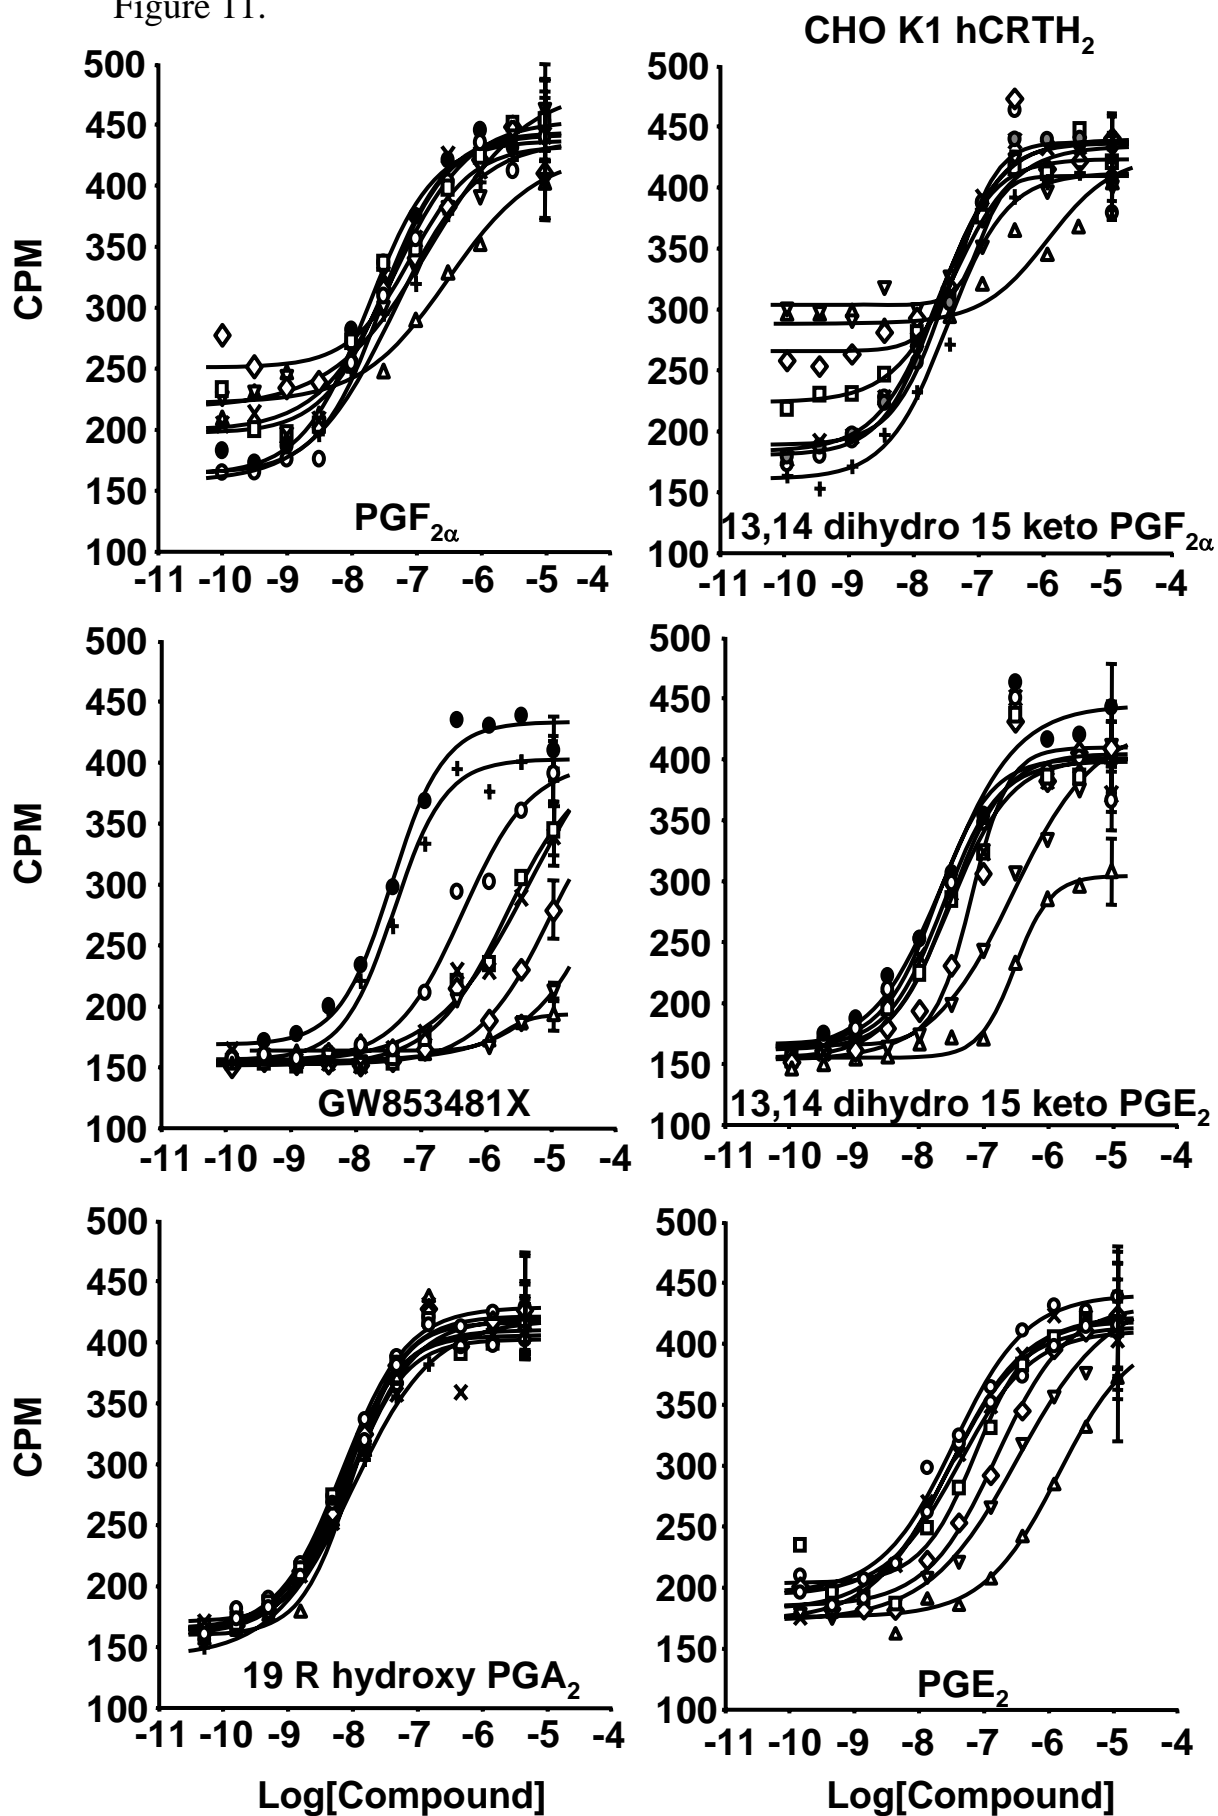 Figure 11.
CHO K1 hCRTH2
500
450
400
350
300
250
200
150
100
CPM
PGF2α
-11 -10 -9 -8 -7 -6 -5 -4
500
450
400
350
300
250
200
150
100
13,14 dihydro 15 keto PGF2α
-11 -10 -9 -8 -7 -6 -5 -4
500
450
400
350
300
250
200
150
100
CPM
GW853481X
-11 -10 -9 -8 -7 -6 -5 -4
500
450
400
350
300
250
200
150
100
13,14 dihydro 15 keto PGE2
-11 -10 -9 -8 -7 -6 -5 -4
500
450
400
350
300
250
200
150
100
CPM
19 R hydroxy PGA2
-11 -10 -9 -8 -7 -6 -5 -4
Log[Compound]
500
450
400
350
300
250
200
150
100
PGE2
-11 -10 -9 -8 -7 -6 -5 -4
Log[Compound]